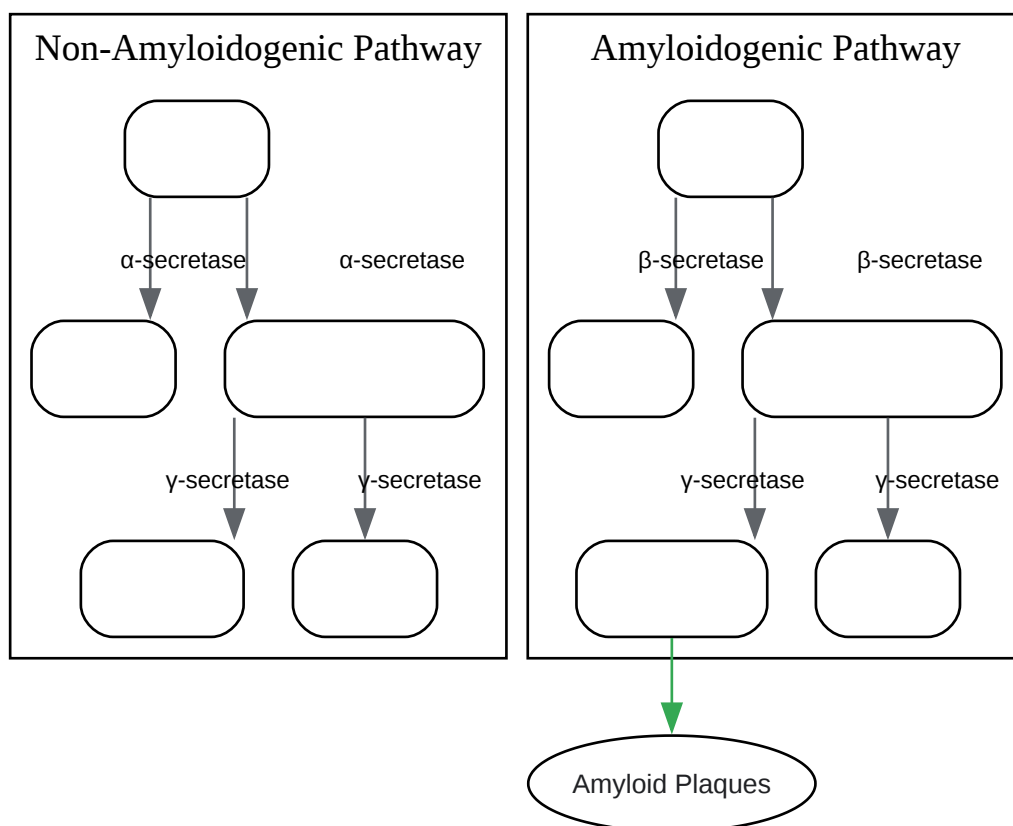 Non-Amyloidogenic Pathway
α-secretase
α-secretase
γ-secretase
γ-secretase
Amyloidogenic Pathway
β-secretase
β-secretase
γ-secretase
γ-secretase
Amyloid Plaques